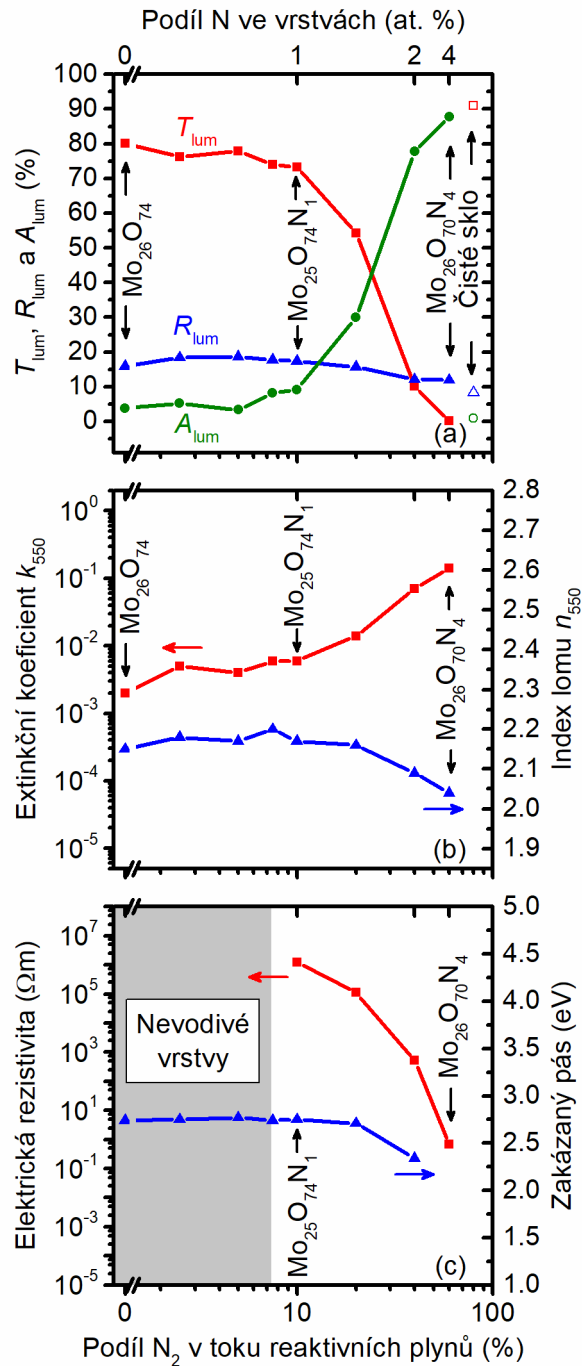 Podíl N ve vrstvách (at. %)
0 1 2 4
T_lum, R_lum a A_lum (%)
100
90
80
70
60
50
40
30
20
10
0
T_lum
R_lum
A_lum
Mo26O74
Mo25O74N1
Mo26O70N4
Čisté sklo
(a)
Extinkční koeficient k550
10^0
10^-1
10^-2
10^-3
10^-4
10^-5
Mo26O74
Mo25O74N1
Mo26O70N4
(b)
2.8
2.7
2.6
2.5
2.4
2.3
2.2
2.1
2.0
1.9
Index lomu n550
Elektrická rezistivita (Ωm)
10^7
10^5
10^3
10^1
10^-1
10^-3
10^-5
Nevodivé
vrstvy
Mo25O74N1
Mo26O70N4
(c)
5.0
4.5
4.0
3.5
3.0
2.5
2.0
1.5
1.0
Zakázaný pás (eV)
0 10 100
Podíl N2 v toku reaktivních plynů (%)